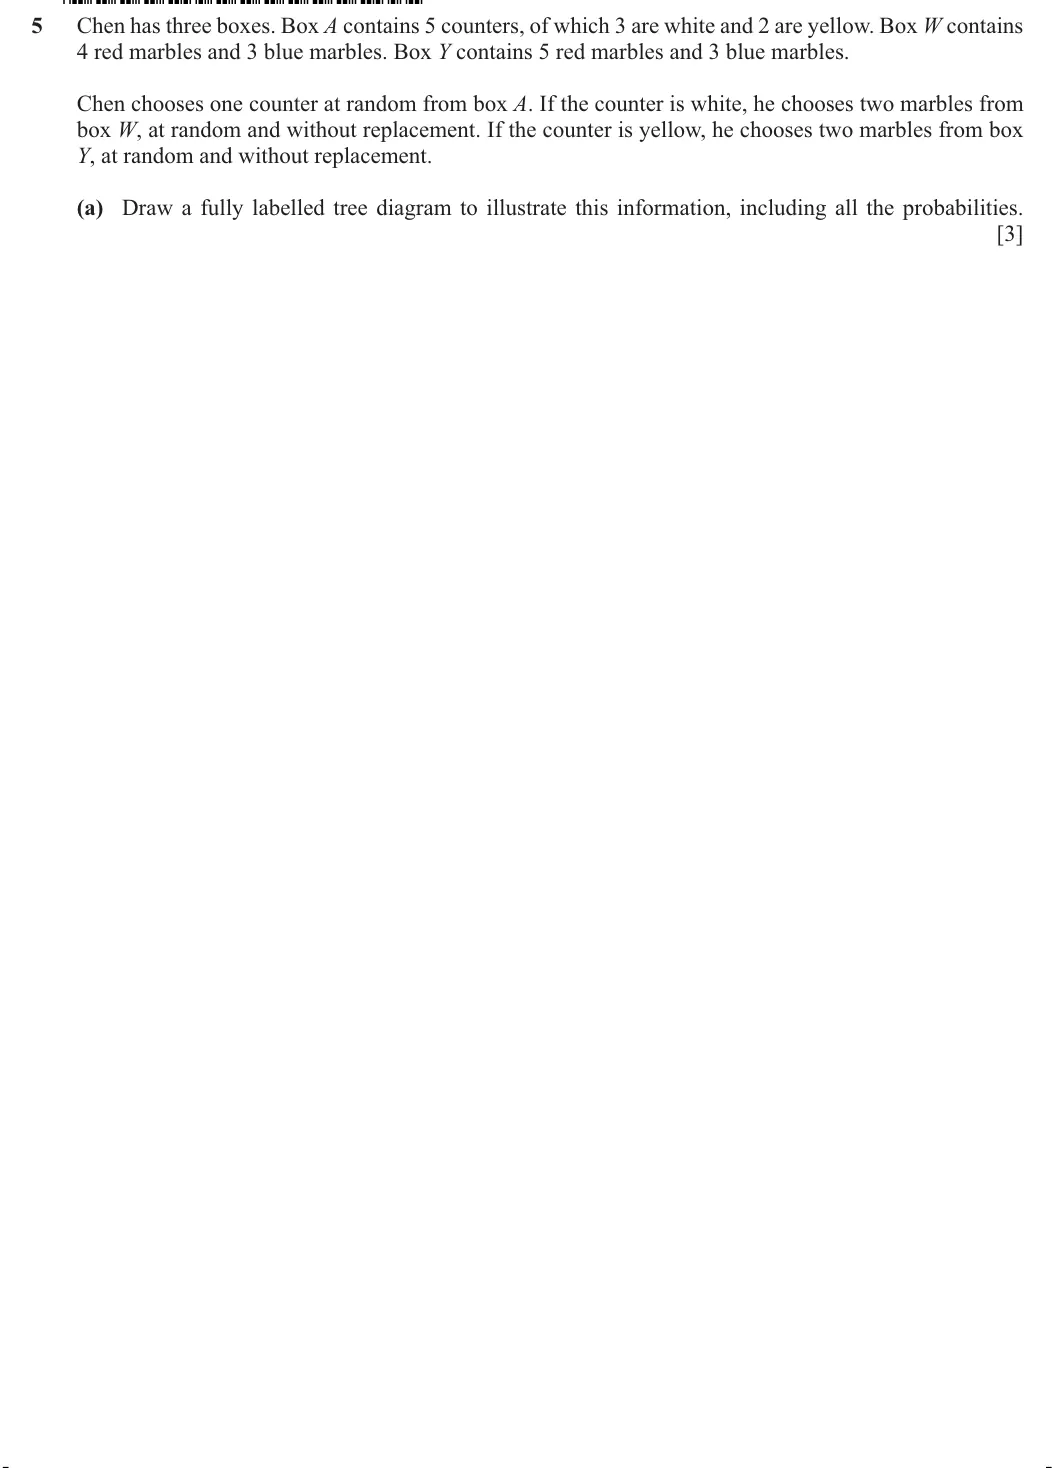 5 Chen has three boxes. Box A contains 5 counters, of which 3 are white and 2 are yellow. Box W contains
4 red marbles and 3 blue marbles. Box Y contains 5 red marbles and 3 blue marbles.
Chen chooses one counter at random from box A. If the counter is white, he chooses two marbles from
box W, at random and without replacement. If the counter is yellow, he chooses two marbles from box
Y, at random and without replacement.
(a) Draw a fully labelled tree diagram to illustrate this information, including all the probabilities.
[3]